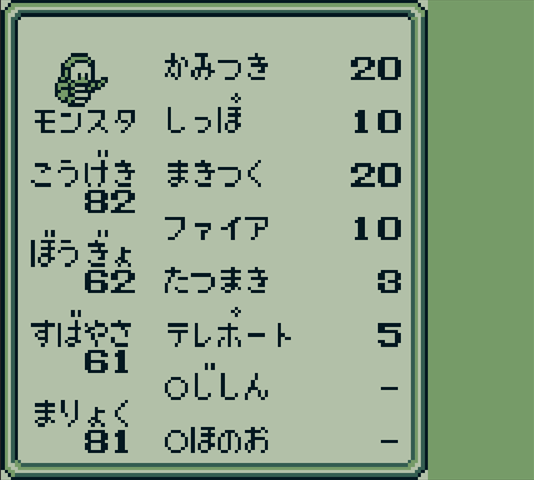 かみつき 20
モンスタ しっぽ 10
こうげき まきつく 20
82
ファイア 10
ぼうぎょ
62 たつまき 3
すばやさ テレポート 5
61
○じしん -
まりょく
81 ○ほのお -